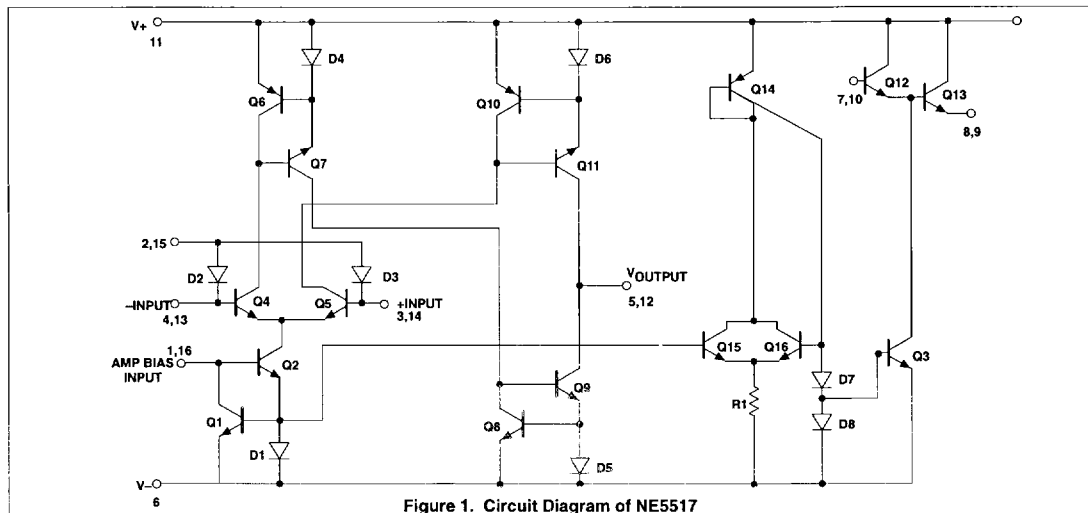 V+
11
D4
D6
Q6
Q10
Q14
Q12
Q13
7,10
8,9
Q7
Q11
2,15
D2
D3
VOUTPUT
5,12
–INPUT
4,13
Q4
Q5
+INPUT
3,14
1,16
AMP BIAS
INPUT
Q2
Q15
Q16
Q3
D7
Q1
Q9
R1
Q8
D8
D1
D5
V–
6
Figure 1. Circuit Diagram of NE5517